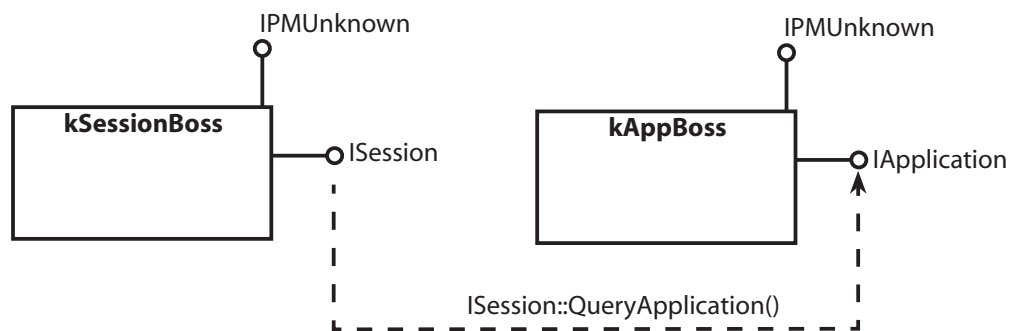 IPMUnknown
IPMUnknown
kSessionBoss
kAppBoss
ISession
IApplication
ISession::QueryApplication()